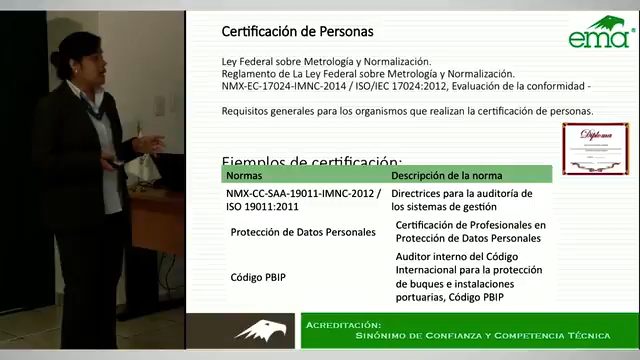 Certificación de Personas
ema
Ley Federal sobre Metrología y Normalización.
Reglamento de La Ley Federal sobre Metrología y Normalización.
NMX-EC-17024-IMNC-2014 / ISO/IEC 17024:2012, Evaluación de la conformidad -
Requisitos generales para los organismos que realizan la certificación de personas.
Diploma
Ejemplos de certificación:
Normas
Descripción de la norma
NMX-CC-SAA-19011-IMNC-2012 /
ISO 19011:2011
Directrices para la auditoría de
los sistemas de gestión
Protección de Datos Personales
Certificación de Profesionales en
Protección de Datos Personales
Código PBIP
Auditor interno del Código
Internacional para la protección
de buques e instalaciones
portuarias, Código PBIP
Acreditación:
Sinónimo de Confianza y Competencia Técnica